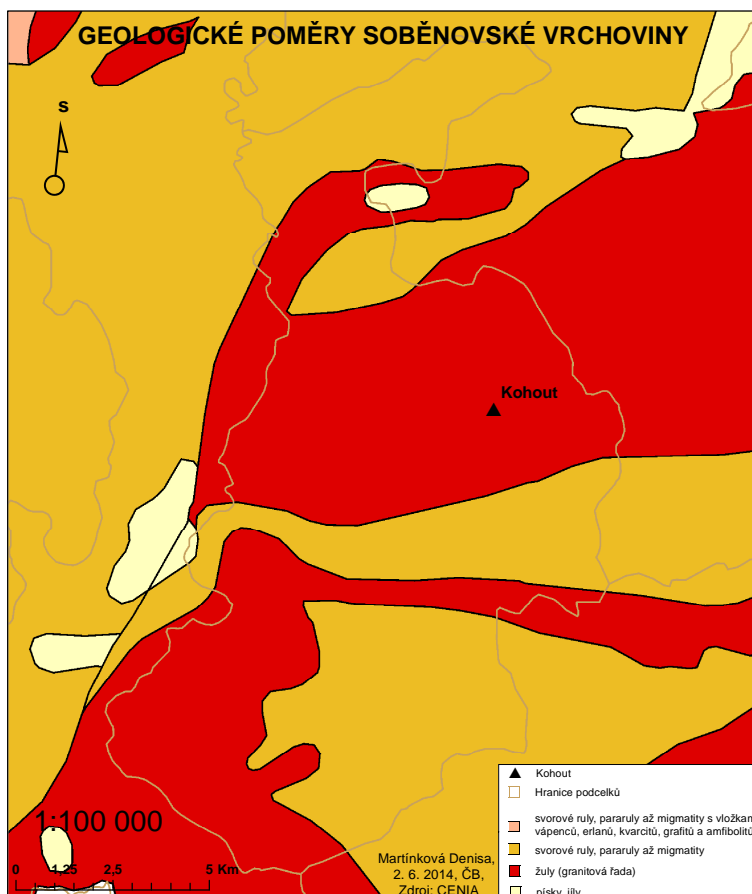 GEOLOGICKÉ POMĚRY SOBĚNOVSKÉ VRCHOVINY
S
Kohout
1:100 000
0 1,25 2,5 5 Km
Martínková Denisa,
2. 6. 2014, ČB,
Zdroj: CENIA
Kohout
Hranice podcelků
svorové ruly, pararuly až migmatity s vložkam
vápenců, erlanů, kvarcitů, grafitů a amfibolitů
svorové ruly, pararuly až migmatity
žuly (granitová řada)
písky, jíly